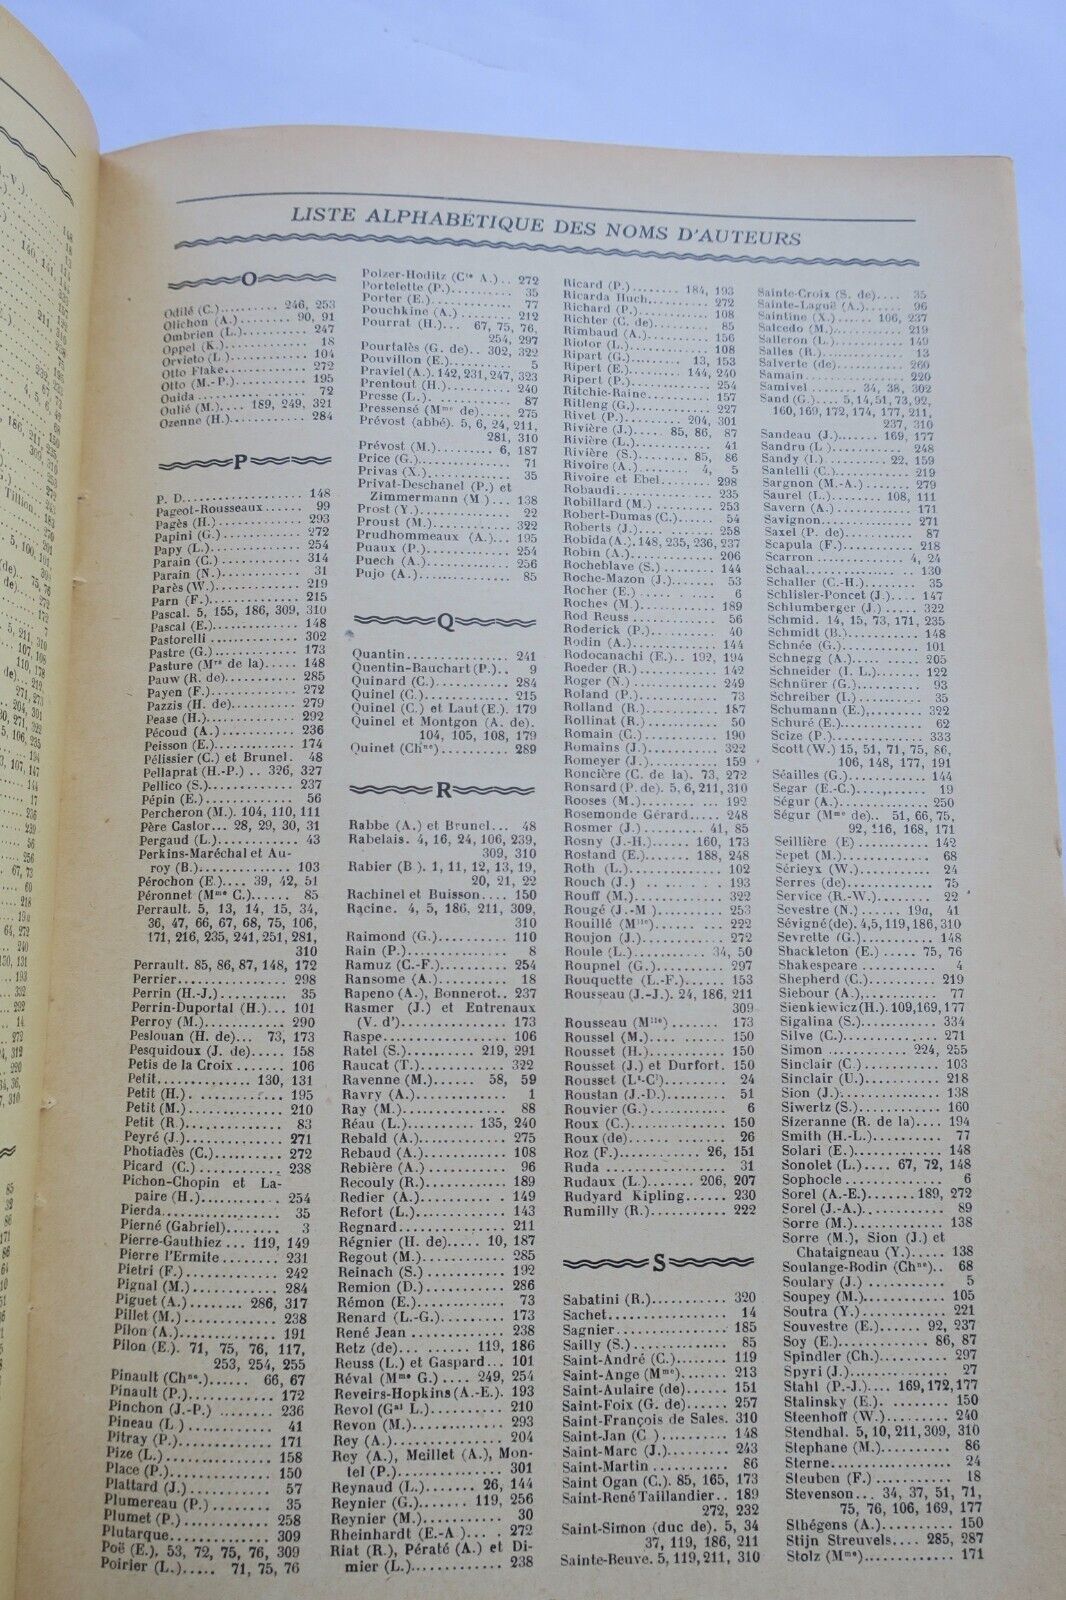 LISTE ALPHABÉTIQUE DES NOMS D'AUTEURS
O
Odilé (C.) 246, 253
Olichon (A.) 90, 91
Ombrien (L.) 247
Oppel (K.) 18
Orvieto (L.) 104
Otto Flake 272
Otto (M.-P.) 195
Ouida 72
Oulié (M.) 189, 249, 321
Ozenne (H.) 284
P
P. D. 148
Pageot-Rousseaux 99
Pagès (H.) 293
Papini (G.) 272
Papy (L.) 254
Parain (C.) 314
Parain (N.) 31
Parès (W.) 219
Parn (F.) 215
Pascal. 5, 155, 186, 309, 310
Pascal (E.) 148
Pastorelli 302
Pastre (G.) 173
Pasture (Mrs de la) 148
Pauw (R. de) 285
Payen (F.) 272
Pazzis (H. de) 279
Pease (H.) 292
Pécoud (A.) 236
Péisson (E.) 174
Pélissier (C.) et Brunel. 48
Pellaprat (H.-P.) .. 326, 327
Pellico (S.) 237
Pépin (E.) 56
Percheron (M.). 104, 110, 111
Père Castor... 28, 29, 30, 31
Pergaud (L.) 43
Perkins-Maréchal et Au-
roy (B.) 103
Pérochon (E.).... 39, 42, 51
Péronnet (Mme C.) 85
Perrault. 5, 13, 14, 15, 34,
36, 47, 66, 67, 68, 75, 106,
171, 216, 235, 241, 251, 281,
310
Perrault. 85, 86, 87, 148, 172
Perrier 298
Perrin (H.-J.) 35
Perrin-Duportal (H.)... 101
Perroy (M.) 290
Peslouan (H. de)... 73, 173
Pesquidoux (J. de) 158
Petis de la Croix 106
Petit 130, 131
Petit (H.) 195
Petit (M.) 210
Petit (R.) 83
Peyré (J.) 271
Photiadès (C.) 272
Picard (C.) 238
Pichon-Chopin et La-
paire (H.) 254
Pierda 35
Pierné (Gabriel) 3
Pierre-Gauthiez ... 119, 149
Pierre l'Ermite 231
Pietri (F.) 242
Pignal (M.) 284
Piguet (A.) 286, 317
Pillet (M.) 238
Pilon (A.) 191
Pilon (E.). 71, 75, 76, 117,
253, 254, 255
Pinault (Chne.) 66, 67
Pinault (P.) 172
Pinchon (J.-P.) 236
Pineau (L.) 41
Pitray (P.) 171
Pize (L.) 158
Place (P.) 150
Plattard (J.) 57
Plumereau (P.) 35
Plumet (P.) 258
Plutarque 309
Poë (E.), 53, 72, 75, 76, 309
Poirier (L.) 71, 75, 76
Polzer-Hoditz (Cte A.).. 272
Portelette (P.) 35
Porter (E.) 77
Pouchkine (A.) 212
Pourrat (H.) 67, 75, 76,
254, 297
Pourtalès (G. de).. 302, 322
Pouvillon (E.) 5
Praviel (A.). 142, 231, 247, 323
Prentout (H.) 240
Presse (L.) 87
Pressensé (Mme de) 275
Prévost (abbé). 5, 6, 24, 211,
281, 310
Prévost (M.) 6, 187
Price (G.) 71
Privas (X.) 35
Privat-Deschanel (P.) et
Zimmermann (M.) 138
Prost (Y.) 22
Proust (M.) 322
Prudhommeaux (A.)... 195
Puaux (P.) 254
Puech (A.) 256
Pujo (A.) 85
Q
Quantin 241
Quentin-Bauchart (P.).. 9
Quinard (C.) 284
Quinel (C.) 215
Quinel (C.) et Laut (E.). 179
Quinel et Montgon (A. de).
104, 105, 108, 179
Quinet (Chne) 289
R
Rabbe (A.) et Brunel... 48
Rabelais. 4, 16, 24, 106, 239,
309, 310
Rabier (B.). 1, 11, 12, 13, 19,
20, 21, 22
Rachinel et Buisson.... 150
Racine. 4, 5, 186, 211, 309,
310
Raimond (G.) 110
Rain (P.) 8
Ramuz (C.-F.) 254
Ransome (A.) 18
Rapeno (A.), Bonnerot.. 237
Rasmer (J.) et Entrenaux
(V. d') 173
Raspe 106
Ratel (S.) 219, 291
Raucat (T.) 322
Ravenne (M.) 58, 59
Ravry (A.) 1
Ray (M.) 88
Réau (L.) 135, 240
Rebald (A.) 275
Rebaud (A.) 108
Rebière (A.) 96
Recouly (R.) 189
Redier (A.) 149
Refort (L.) 143
Regnard 211
Régnier (H. de) 10, 187
Regout (M.) 285
Reinach (S.) 192
Remion (D.) 286
Rémon (E.) 73
Renard (L.-G.) 173
René Jean 238
Retz (de) 119, 186
Reuss (L.) et Gaspard... 101
Réval (Mme G.) .... 249, 254
Reveirs-Hopkins (A.-E.). 193
Revol (Gal L.) 210
Revon (M.) 293
Rey (A.) 204
Rey (A.), Meillet (A.), Mon-
tel (P.) 301
Reynaud (L.) 26, 144
Reynier (G.) 119, 256
Reynier (M.) 30
Rheinhardt (E.-A.) 272
Riat (R.), Pératé (A.) et Di-
mier (L.) 238
Ricard (P.) 184, 193
Ricarda Huch 272
Richard (P.) 108
Richter (C. de) 85
Rimbaud (A.) 156
Riotor (L.) 108
Ripart (G.) 13, 153
Ripert (E.) 144, 240
Ripert (P.) 254
Ritchie-Raine 157
Ritleng (G.) 227
Rivet (P.) 204, 301
Rivière (J.) 85, 86, 87
Rivière (L.) 41
Rivière (S.) 85, 86
Rivoire (A.) 4, 5
Rivoire et Ebel 298
Robaudi 235
Robillard (M.) 253
Robert-Dumas (C.) 54
Roberts (J.) 258
Robida (A.). 148, 235, 236, 237
Robin (A.) 206
Rocheblave (S.) 144
Roche-Mazon (J.) 53
Rocher (E.) 6
Roches (M.) 189
Rod Reuss 56
Roderick (P.) 40
Rodin (A.) 144
Rodocanachi (E.).. 192, 194
Roeder (R.) 142
Roger (N.) 249
Roland (P.) 73
Rolland (R.) 187
Rollinat (R.) 50
Romain (C.) 190
Romains (J.) 322
Romeyer (J.) 159
Roncière (C. de la). 73, 272
Ronsard (P. de). 5, 6, 211, 310
Rooses (M.) 192
Rosemonde Gérard 248
Rosmer (J.) 41, 85
Rosny (J.-H.) 160, 173
Rostand (E.) 188, 248
Roth (L.) 102
Rouch (J.) 193
Rouff (M.) 322
Rougé (J.-M.) 253
Rouillé (Mlle) 222
Roujon (J.) 272
Roule (L.) 34, 50
Roupnel (G.) 297
Rouquette (L.-F.) 153
Rousseau (J.-J.). 24, 186, 211
309
Rousseau (Mlle) 173
Roussel (M.) 150
Rousset (H.) 150
Rousset (J.) et Durfort. 150
Rousset (Lt-Cl) 24
Roustan (J.-D.) 51
Rouvier (G.) 6
Roux (C.) 150
Roux (de) 26
Roz (F.) 26, 151
Ruda 31
Rudaux (L.) 206, 207
Rudyard Kipling 230
Rumilly (R.) 222
S
Sabatini (R.) 320
Sachet 14
Sagnier 185
Sailly (S.) 85
Saint-André (C.) 119
Saint-Ange (Mme) 213
Saint-Aulaire (de) 151
Saint-Foix (G. de) 257
Saint-François de Sales. 310
Saint-Jan (C.) 148
Saint-Marc (J.) 243
Saint-Martin 86
Saint Ogan (C.). 85, 165, 173
Saint-René Taillandier.. 189
272, 232
Saint-Simon (duc de). 5, 34
37, 119, 186, 211
Sainte-Beuve. 5, 119, 211, 310
Sainte-Croix (S. de).... 35
Sainte-Laguë (A.) 96
Saintine (X.) 106, 237
Salcedo (M.) 219
Salleron (L.) 149
Salles (R.) 13
Salverte (de) 260
Samain 220
Samivel 34, 38, 302
Sand (G.) ... 5, 14, 51, 73, 92,
160, 169, 172, 174, 177, 211,
237, 310
Sandeau (J.) 169, 177
Sandru (L.) 248
Sandy (I.) 22, 159
Santelli (C.) 219
Sargnon (M.-A.) 279
Saurel (L.) 108, 111
Savern (A.) 171
Savignon 271
Saxel (P. de) 87
Scapula (F.) 218
Scarron 4, 24
Schaal 130
Schaller (C.-H.) 35
Schlisler-Poncet (J.) 147
Schlumberger (J.) 322
Schmid. 14, 15, 73, 171, 235
Schmidt (B.) 148
Schnée (G.) 101
Schnegg (A.) 205
Schneider (I. L.) 122
Schnürer (G.) 93
Schreiber (I.) 35
Schumann (E.) 322
Schuré (E.) 62
Scize (P.) 333
Scott (W.) 15, 51, 71, 75, 86,
106, 148, 177, 191
Séailles (G.) 144
Segar (E.-C.) 19
Ségur (A.) 250
Ségur (Mme de).. 51, 66, 75,
92, 116, 168, 171
Seillière (E) 142
Sepet (M.) 68
Sérieyx (W.) 24
Serres (de) 75
Service (R.-W.) 22
Sevestre (N.) 19a, 41
Sévigné (de). 4,5,119,186,310
Sevrette (G.) 148
Shackleton (E.) 75, 76
Shakespeare 4
Shepherd (C.) 219
Siebour (A.) 77
Sienkiewicz (H.). 109,169,177
Sigalina (S.) 334
Silve (C.) 271
Simon 224, 255
Sinclair (C.) 103
Sinclair (U.) 218
Sion (J.) 138
Siwertz (S.) 160
Sizeranne (R. de la).... 194
Smith (H.-L.) 77
Solari (E.) 148
Sonolet (L.) 67, 72, 148
Sophocle 6
Sorel (A.-E.) 189, 272
Sorel (J.-A.) 89
Sorre (M.) 138
Sorre (M.), Sion (J.) et
Chataigneau (Y.) 138
Soulange-Bodin (Chne).. 68
Soulary (J.) 5
Soupey (M.) 105
Soutra (Y.) 221
Souvestre (E.) 92, 237
Soy (E.) 86, 87
Spindler (Ch.) 297
Spyri (J.) 27
Stahl (P.-J.) 169, 172, 177
Stalinsky (E.) 150
Steenhoff (W.) 240
Stendhal. 5, 10, 211, 309, 310
Stephane (M.) 86
Sterne 24
Steuben (F.) 18
Stevenson... 34, 37, 51, 71,
75, 76, 106, 169, 177
Sthégens (A.) 150
Stijn Streuvels 285, 287
Stolz (Mme) 171